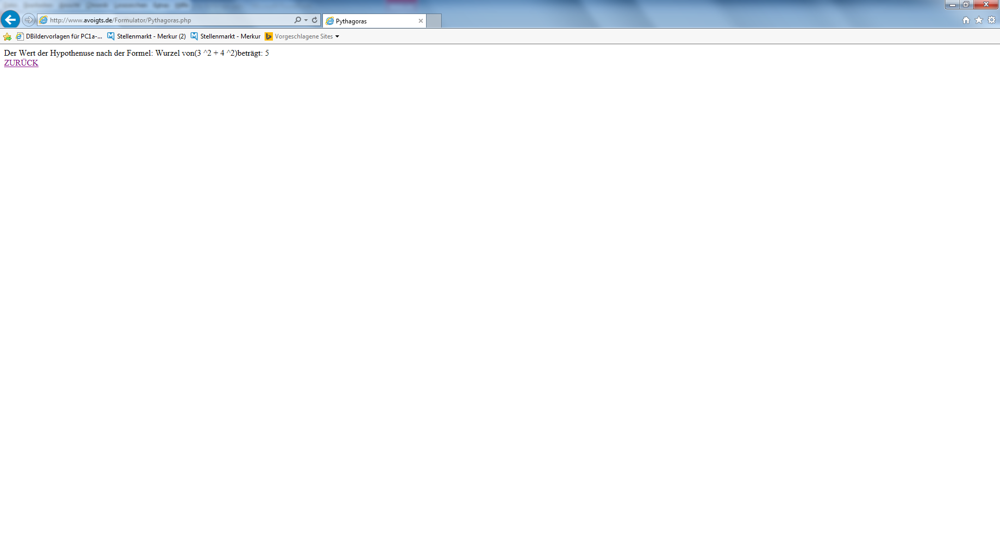 http://www.avoigts.de/Formulator/Pythagoras.php
Pythagoras
DBildervorlagen für PC1a-...
Stellenmarkt - Merkur (2)
Stellenmarkt - Merkur
Vorgeschlagene Sites
Der Wert der Hypothenuse nach der Formel: Wurzel von(3 ^2 + 4 ^2)beträgt: 5
ZURÜCK